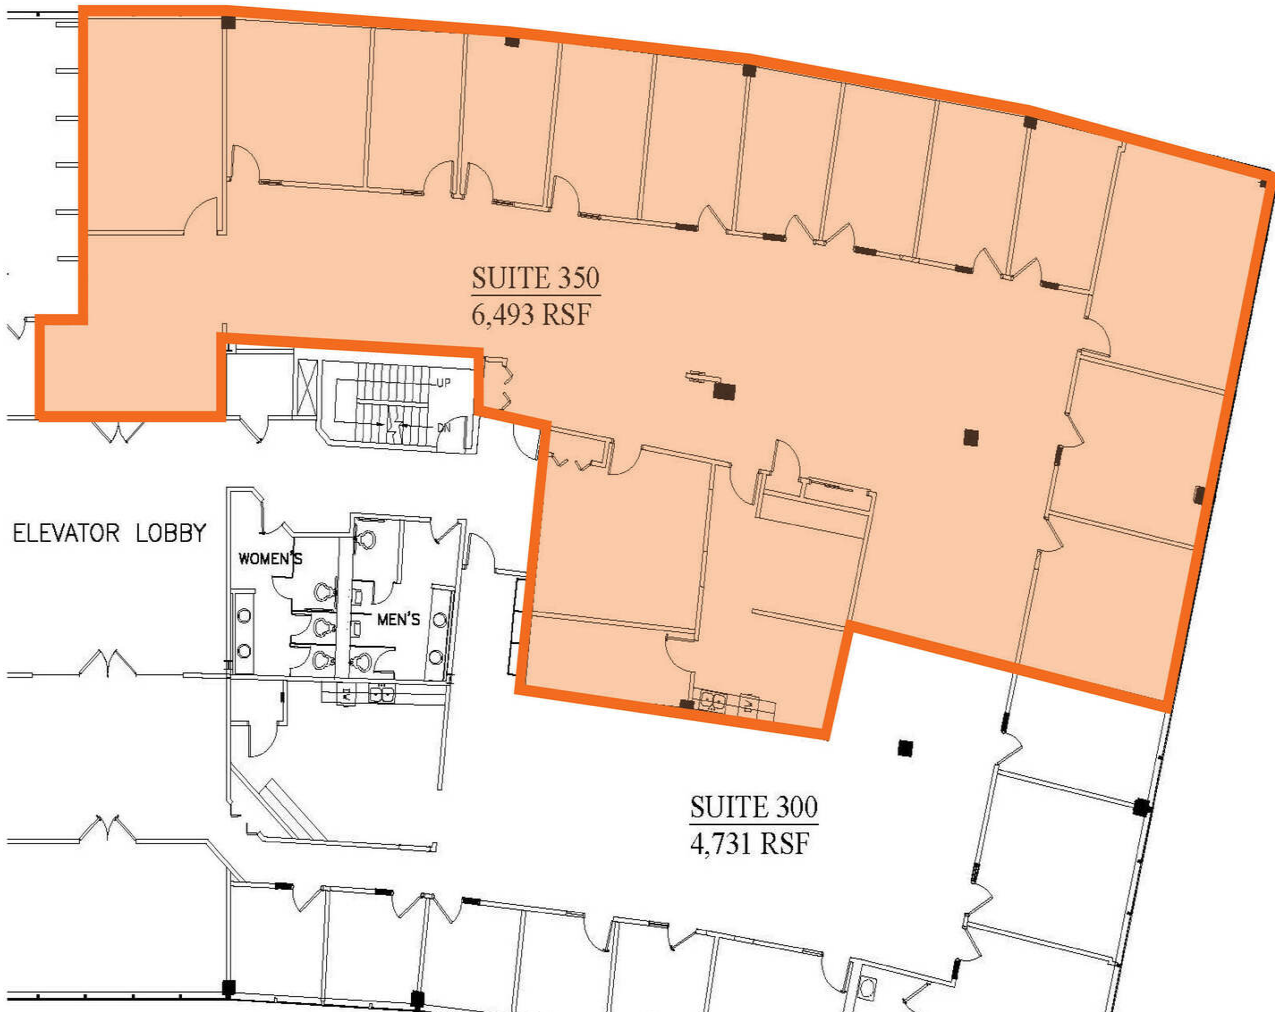 SUITE 350
6,493 RSF
UP
DN
ELEVATOR LOBBY
WOMEN'S
MEN'S
SUITE 300
4,731 RSF